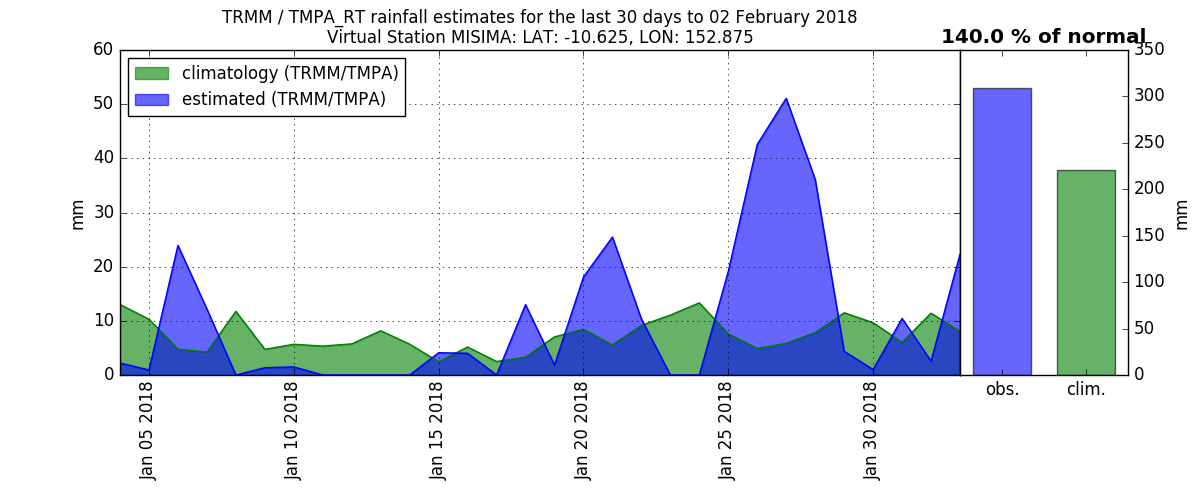 TRMM / TMPA_RT rainfall estimates for the last 30 days to 02 February 2018
Virtual Station MISIMA: LAT: -10.625, LON: 152.875
140.0 % of normal
climatology (TRMM/TMPA)
estimated (TRMM/TMPA)
60
50
40
30
20
10
0
mm
Jan 05 2018
Jan 10 2018
Jan 15 2018
Jan 20 2018
Jan 25 2018
Jan 30 2018
obs.
clim.
350
300
250
200
150
100
50
0
mm